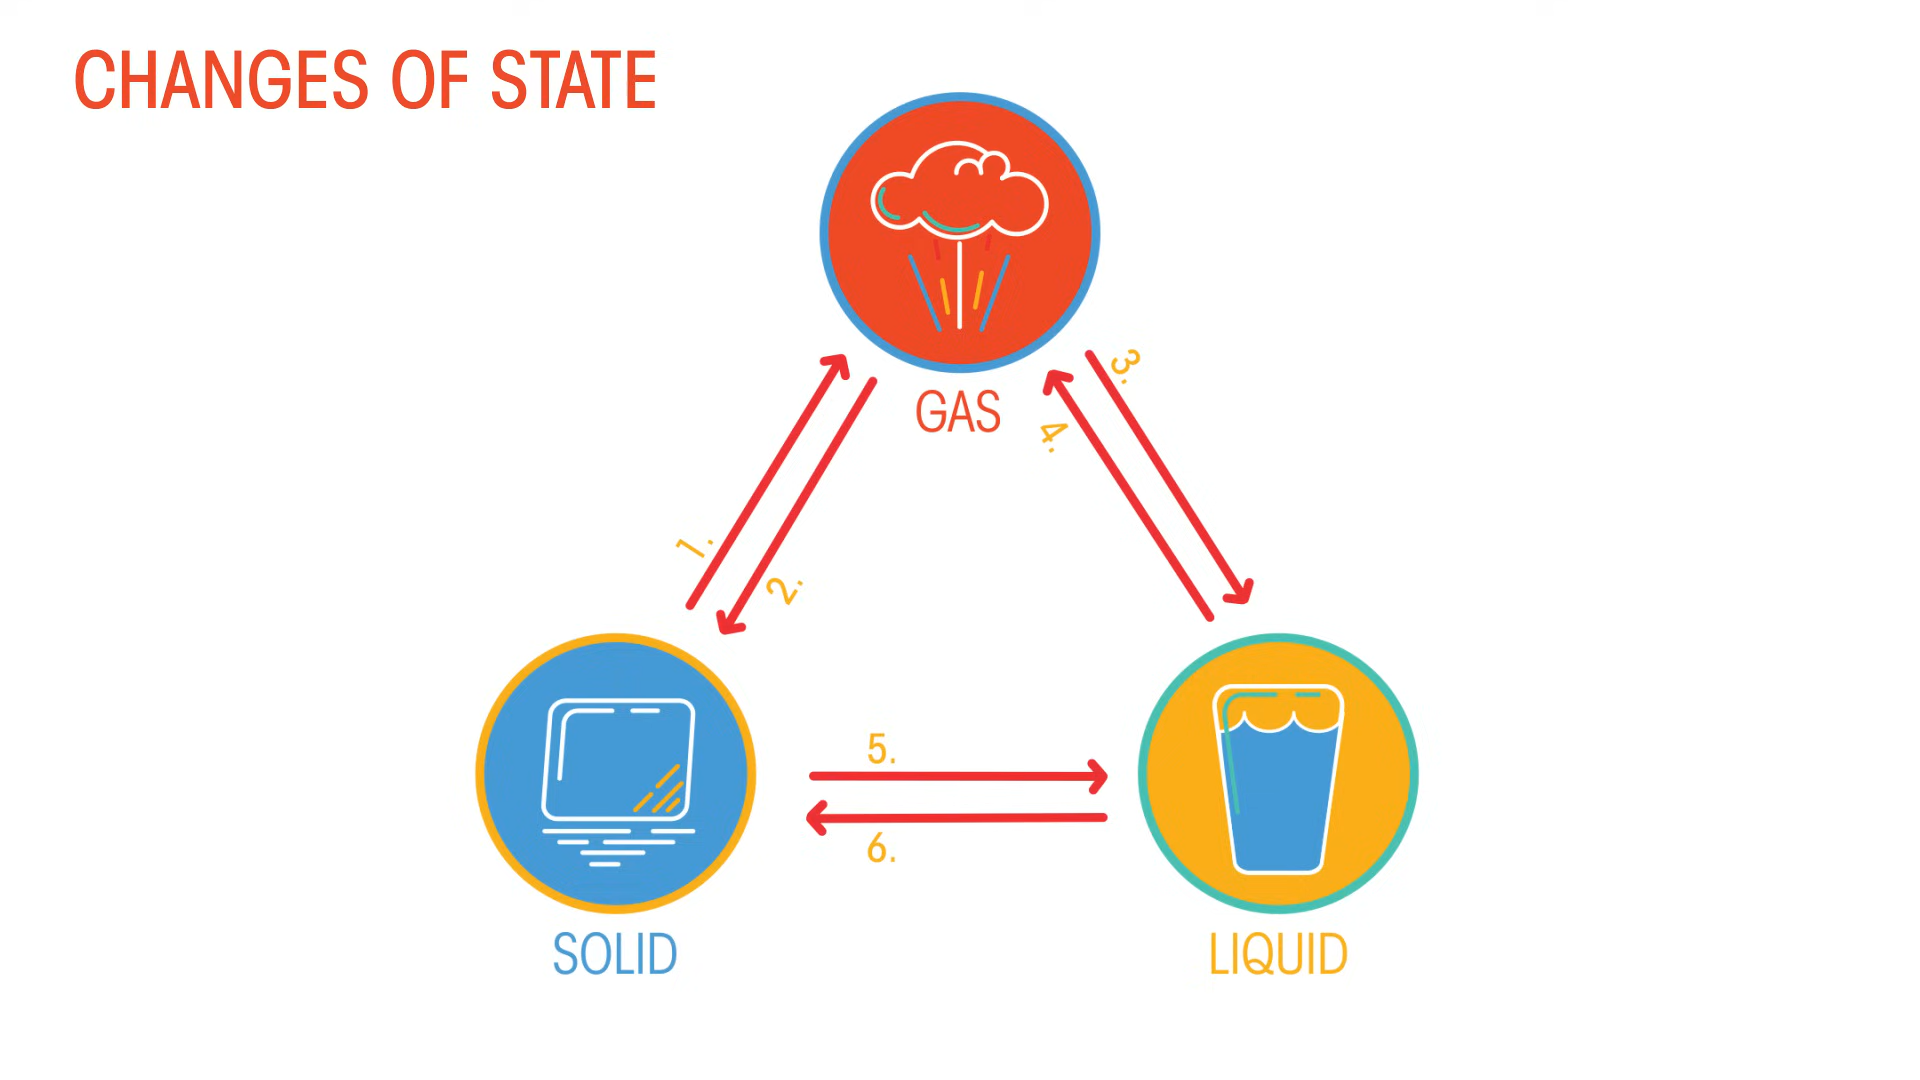 CHANGES OF STATE
GAS
3.
4.
1.
2.
5.
6.
SOLID
LIQUID